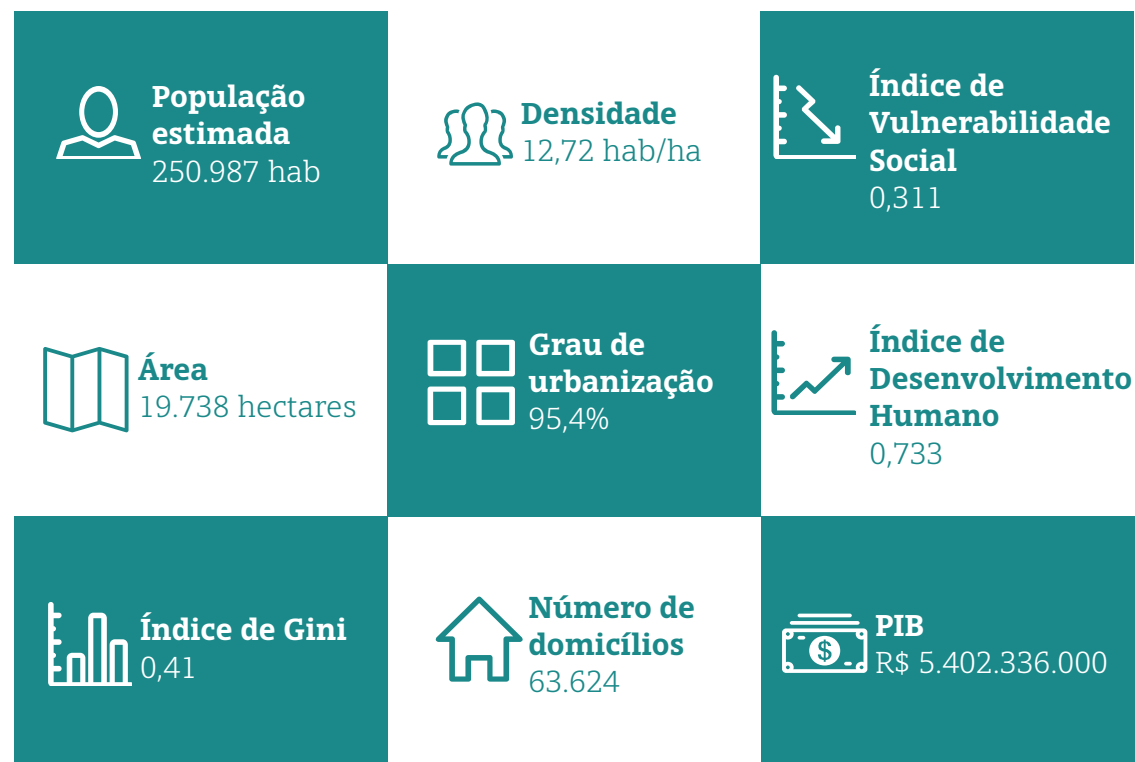 População
estimada
250.987 hab
Densidade
12,72 hab/ha
Índice de
Vulnerabilidade
Social
0,311
Área
19.738 hectares
Grau de
urbanização
95,4%
Índice de
Desenvolvimento
Humano
0,733
Índice de Gini
0,41
Número de
domicílios
63.624
$
PIB
R$ 5.402.336.000